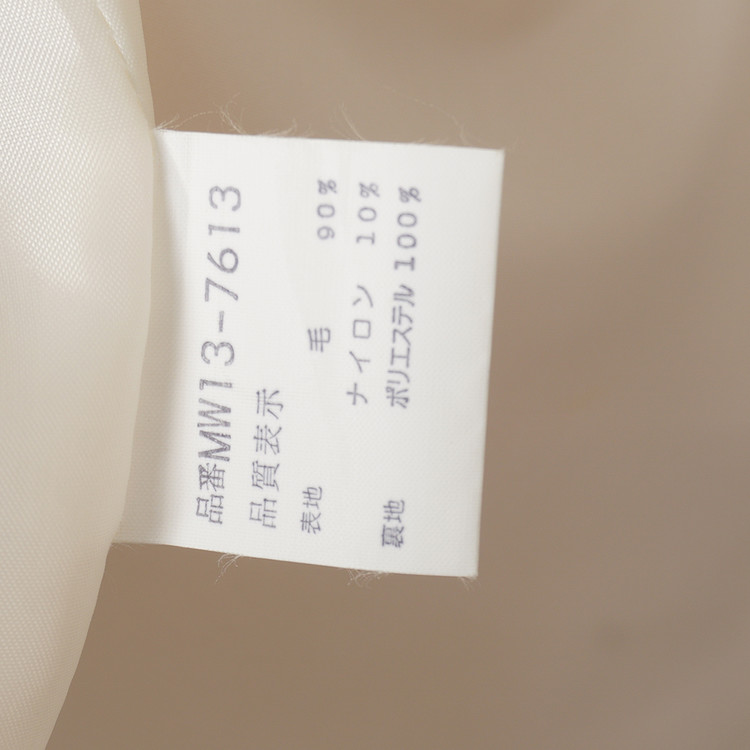 品番MW13-7613
品質表示
表地 毛 90%
ナイロン 10%
裏地 ポリエステル 100%